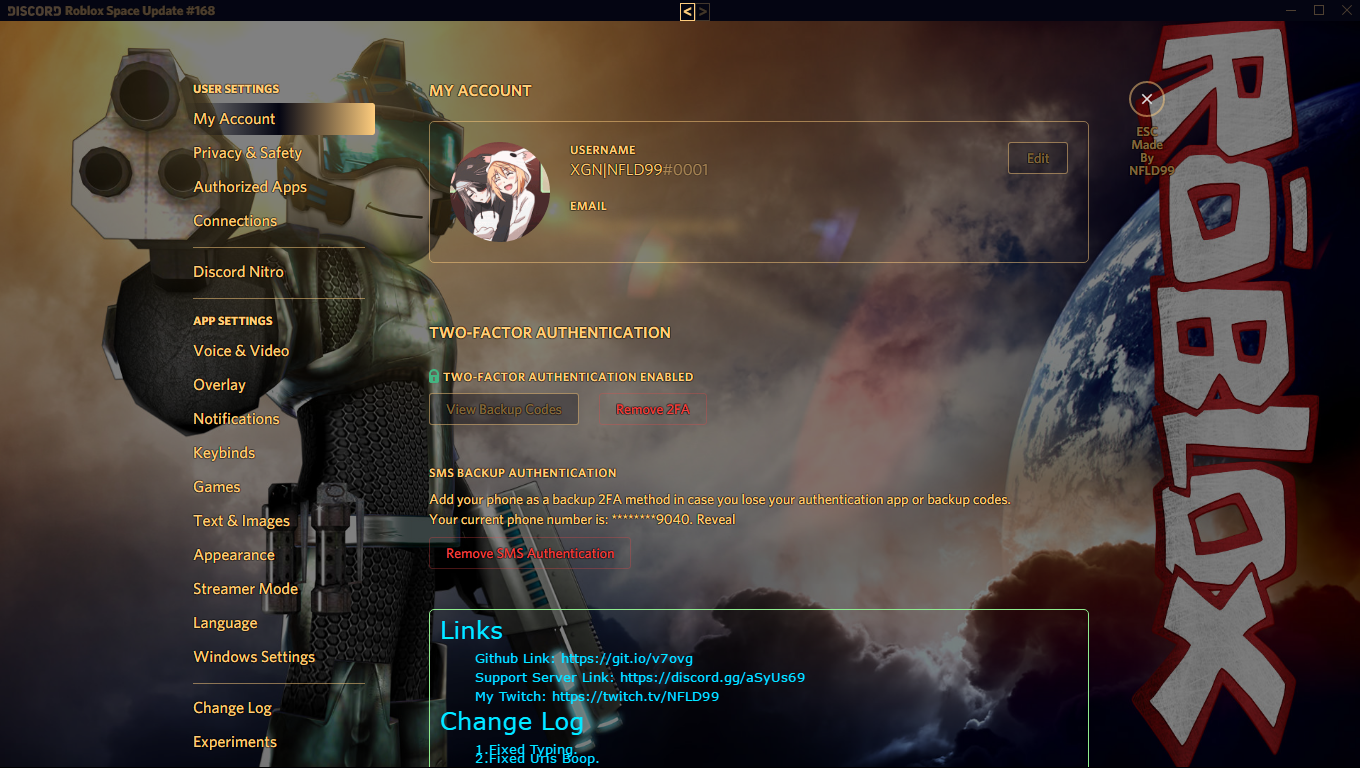 DISCORD Roblox Space Update #168
< >
USER SETTINGS
My Account
Privacy & Safety
Authorized Apps
Connections
Discord Nitro
APP SETTINGS
Voice & Video
Overlay
Notifications
Keybinds
Games
Text & Images
Appearance
Streamer Mode
Language
Windows Settings
Change Log
Experiments
MY ACCOUNT
USERNAME
XGN|NFLD99#0001
Edit
EMAIL
TWO-FACTOR AUTHENTICATION
TWO-FACTOR AUTHENTICATION ENABLED
View Backup Codes
Remove 2FA
SMS BACKUP AUTHENTICATION
Add your phone as a backup 2FA method in case you lose your authentication app or backup codes.
Your current phone number is: ********9040. Reveal
Remove SMS Authentication
Links
Github Link: https://git.io/v7ovg
Support Server Link: https://discord.gg/aSyUs69
My Twitch: https://twitch.tv/NFLD99
Change Log
1.Fixed Typing.
2.Fixed Urls Boop.
ESC
Made
By
NFLD99
RŌBLOX